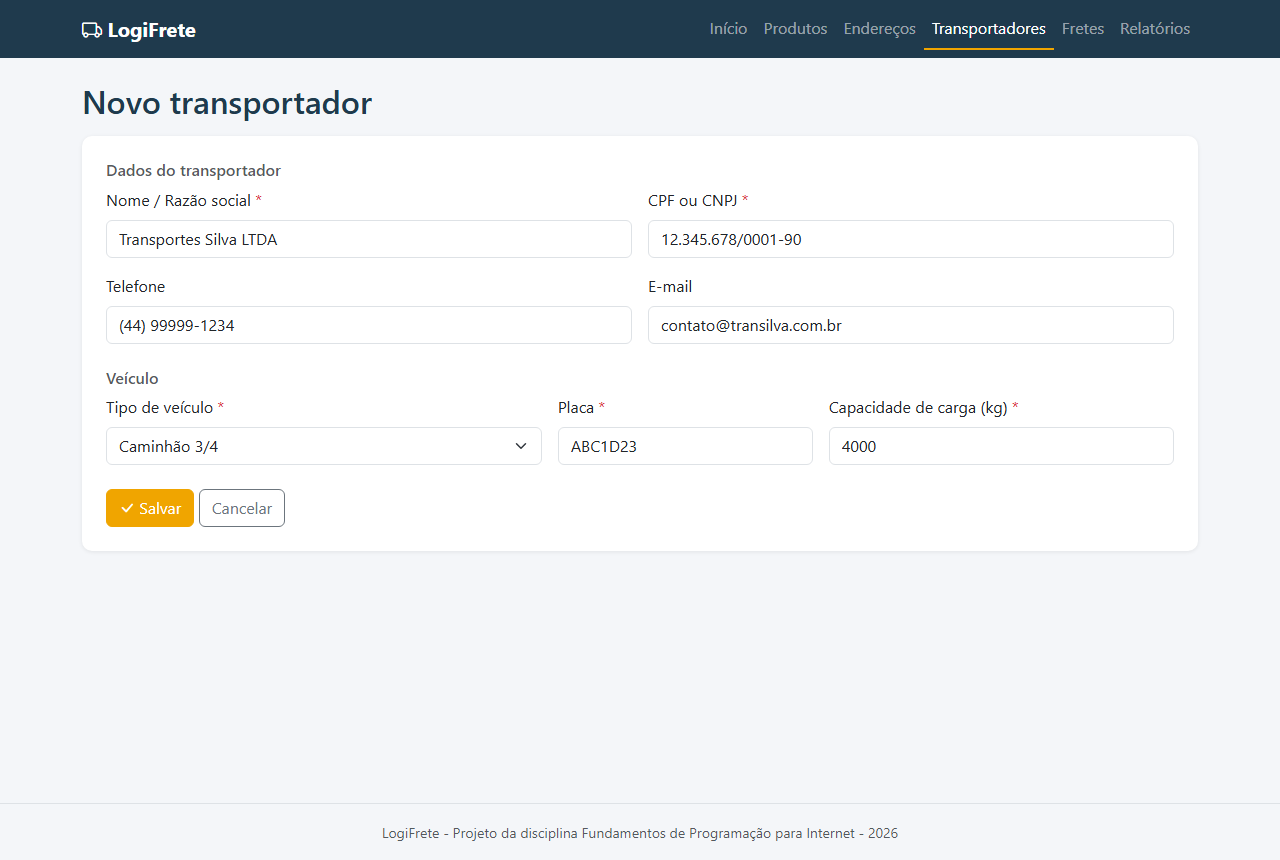 LogiFrete Início Produtos Endereços Transportadores Fretes Relatórios
Novo transportador
Dados do transportador
Nome / Razão social * CPF ou CNPJ *
Transportes Silva LTDA 12.345.678/0001-90
Telefone E-mail
(44) 99999-1234 contato@transilva.com.br
Veículo
Tipo de veículo * Placa * Capacidade de carga (kg) *
Caminhão 3/4 ABC1D23 4000
Salvar Cancelar
LogiFrete - Projeto da disciplina Fundamentos de Programação para Internet - 2026